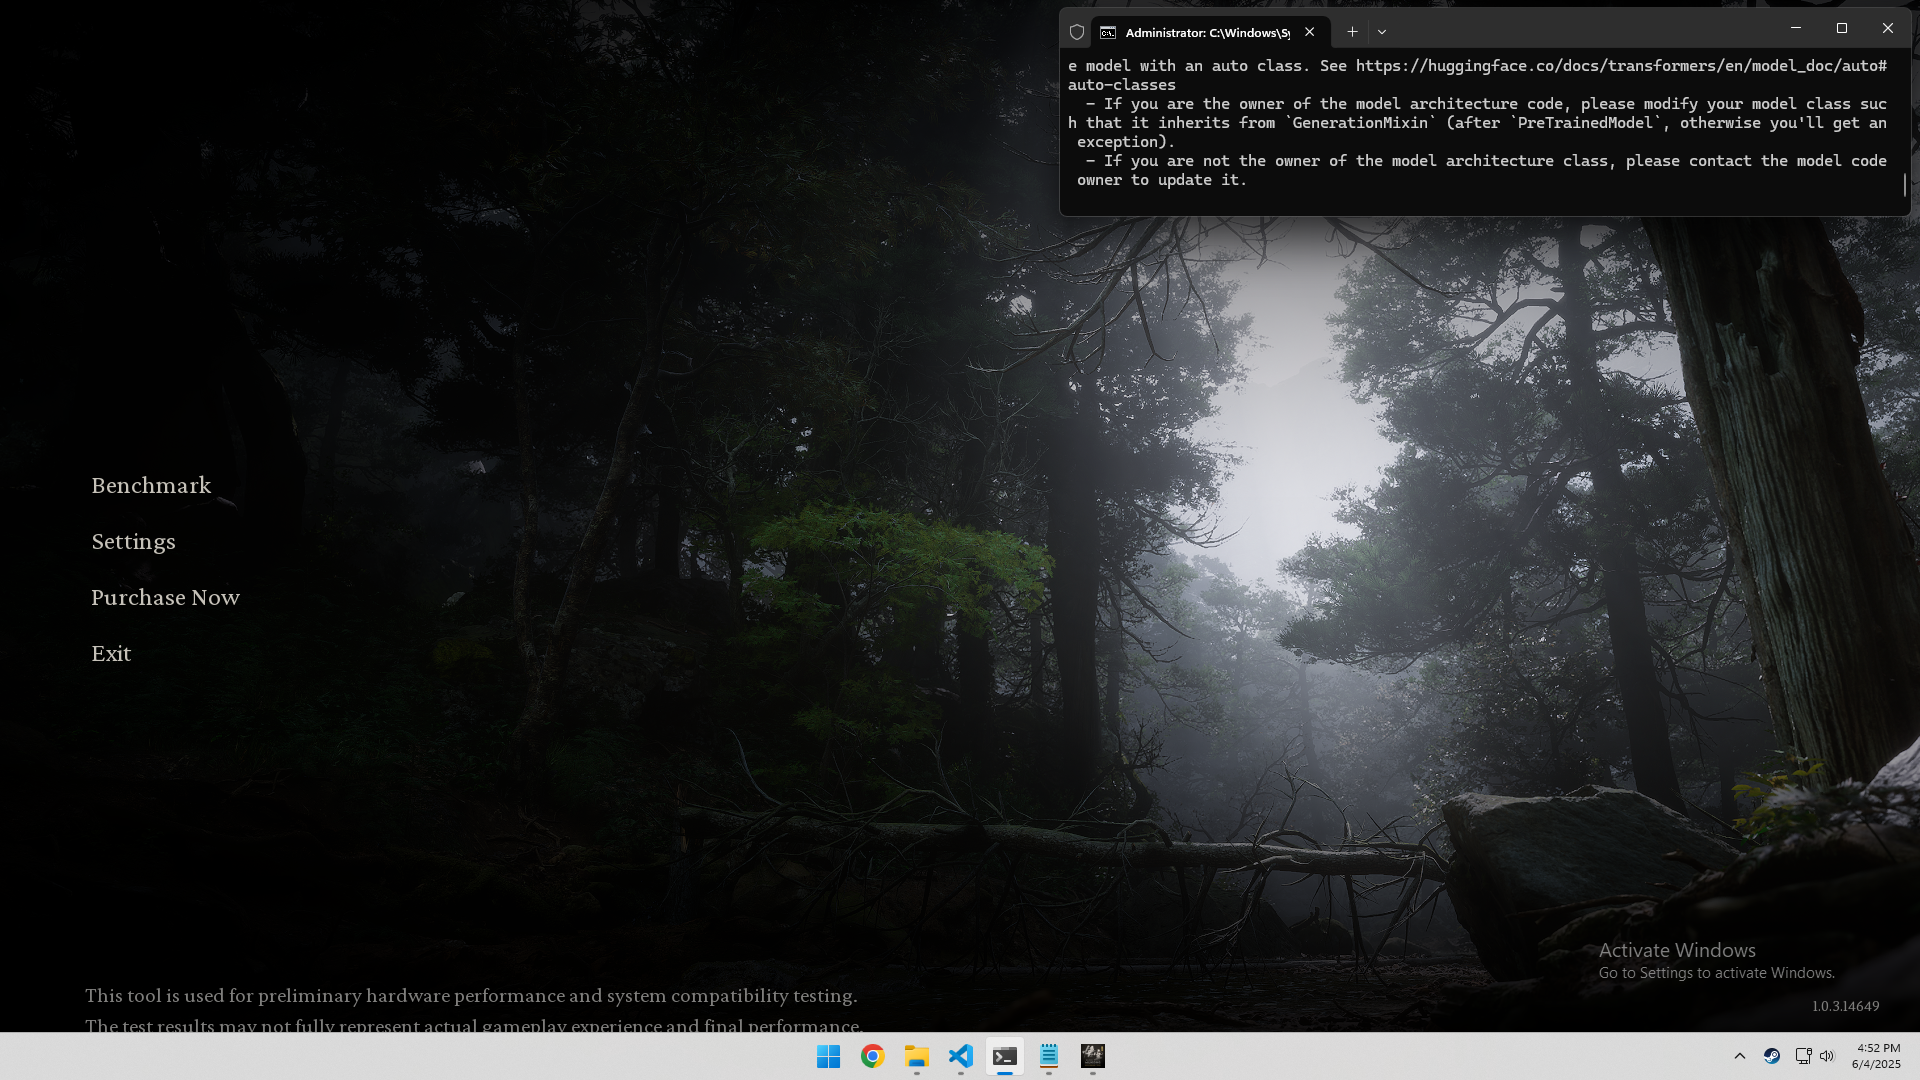 Administrator: C:\Windows\Sy
e model with an auto class. See https://huggingface.co/docs/transformers/en/model_doc/auto#
auto-classes
  - If you are the owner of the model architecture code, please modify your model class suc
h that it inherits from `GenerationMixin` (after `PreTrainedModel`, otherwise you'll get an
 exception).
  - If you are not the owner of the model architecture class, please contact the model code
 owner to update it.
Benchmark
Settings
Purchase Now
Exit
Activate Windows
Go to Settings to activate Windows.
This tool is used for preliminary hardware performance and system compatibility testing.
1.0.3.14649
The test results may not fully represent actual gameplay experience and final performance.
4:52 PM
6/4/2025